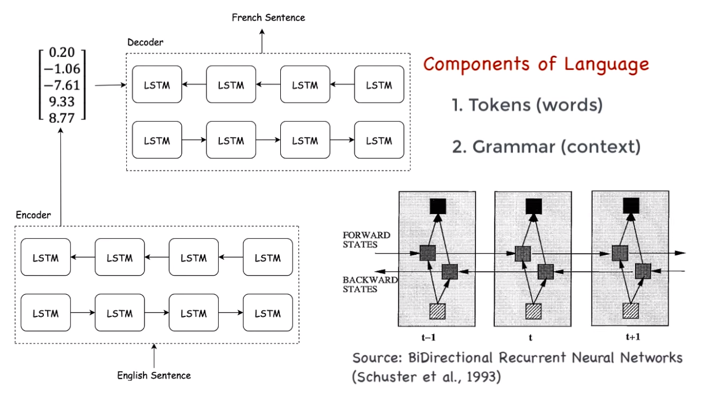 French Sentence
Decoder
0.20
−1.06
−7.61
9.33
8.77
LSTM LSTM LSTM LSTM
LSTM LSTM LSTM LSTM
Encoder
LSTM LSTM LSTM LSTM
LSTM LSTM LSTM LSTM
English Sentence
Components of Language
1. Tokens (words)
2. Grammar (context)
FORWARD
STATES
BACKWARD
STATES
t-1 t t+1
Source: BiDirectional Recurrent Neural Networks
(Schuster et al., 1993)